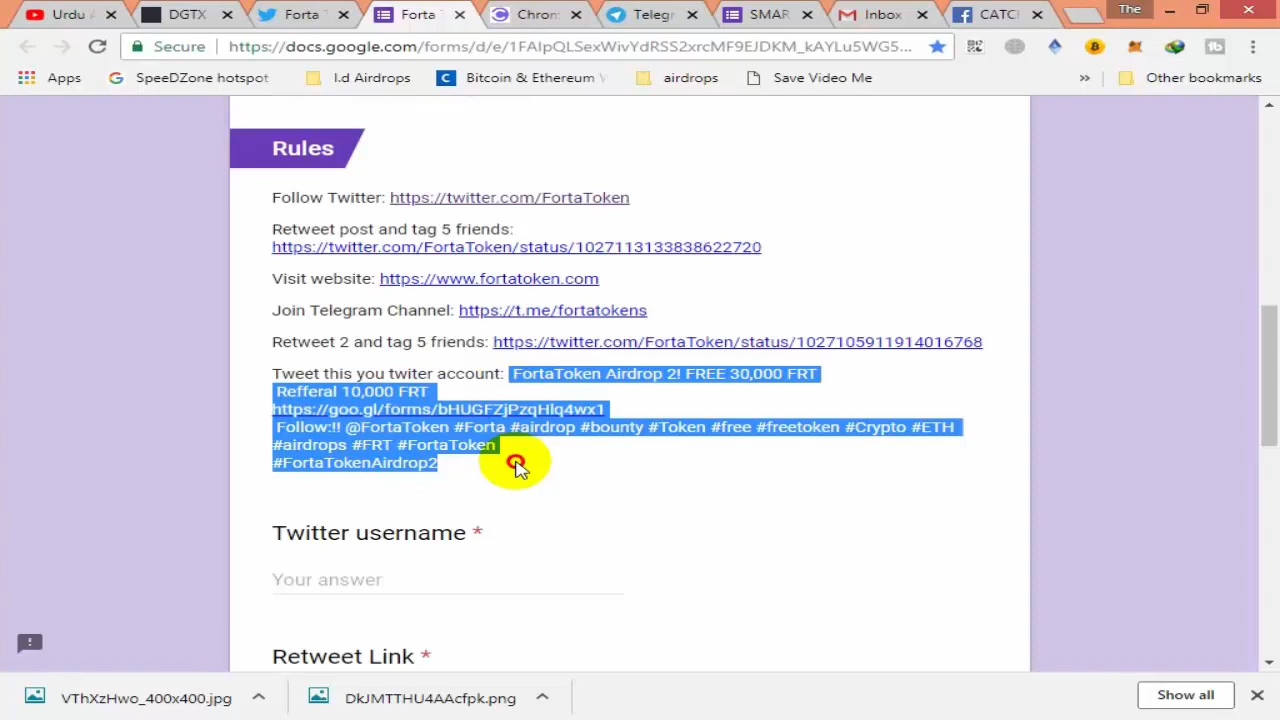 Urdu
DGTX
Forta
Forta
Chron
Telegr
SMAR
Inbox
CATC
The
Secure
https://docs.google.com/forms/d/e/1FAIpQLSexWivYdRSS2xrcMF9EJDKM_kAYLu5WG5...
Apps
SpeeDZone hotspot
I.d Airdrops
Bitcoin & Ethereum
airdrops
Save Video Me
»
Other bookmarks
Rules
Follow Twitter: https://twitter.com/FortaToken
Retweet post and tag 5 friends:
https://twitter.com/FortaToken/status/1027113133838622720
Visit website: https://www.fortatoken.com
Join Telegram Channel: https://t.me/fortatokens
Retweet 2 and tag 5 friends: https://twitter.com/FortaToken/status/1027105911914016768
Tweet this you twiter account: FortaToken Airdrop 2! FREE 30,000 FRT
Refferal 10,000 FRT
https://goo.gl/forms/bHUGFZjPzqHlq4wx1
Follow:!! @FortaToken #Forta #airdrop #bounty #Token #free #freetoken #Crypto #ETH
#airdrops #FRT #FortaToken
#FortaTokenAirdrop2
Twitter username *
Your answer
Retweet Link *
VThXzHwo_400x400.jpg
DkJMTTHU4AAcfpk.png
Show all